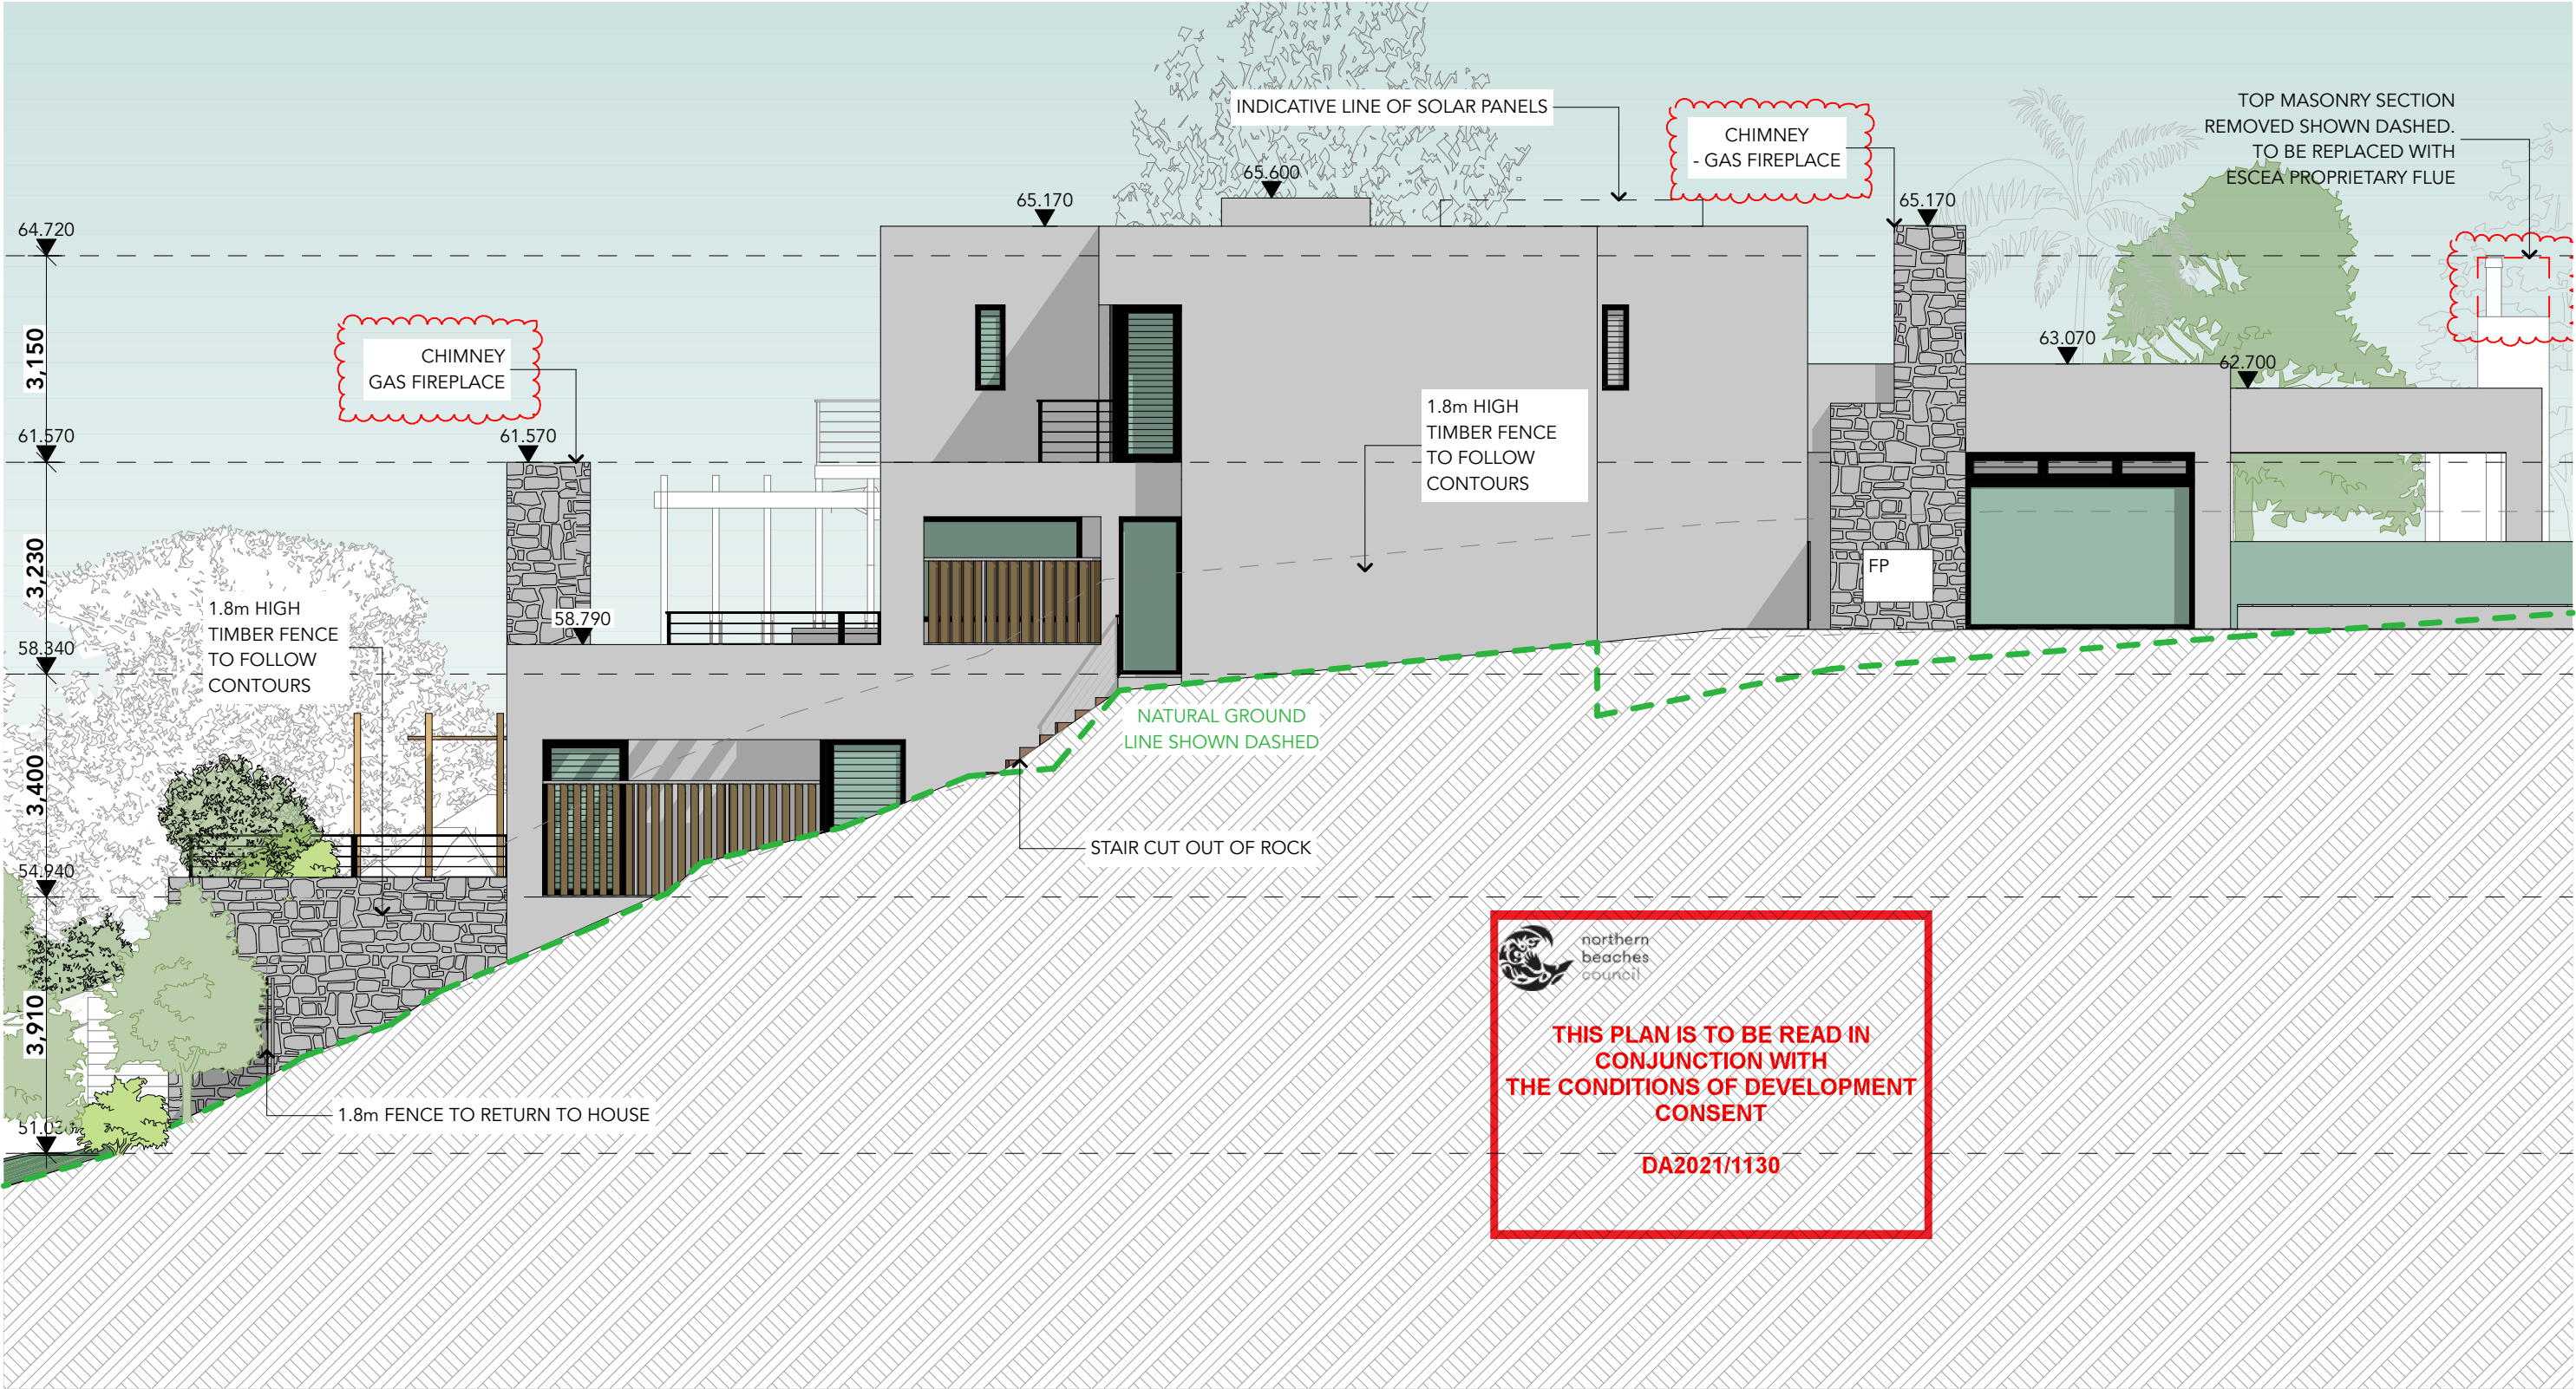 INDICATIVE LINE OF SOLAR PANELS
CHIMNEY
- GAS FIREPLACE
TOP MASONRY SECTION
REMOVED SHOWN DASHED.
TO BE REPLACED WITH
ESCEA PROPRIETARY FLUE
65.600
65.170
65.170
64.720
63.070
62.700
3,150
CHIMNEY
GAS FIREPLACE
61.570
61.570
1.8m HIGH
TIMBER FENCE
TO FOLLOW
CONTOURS
3,230
FP
58.790
1.8m HIGH
TIMBER FENCE
TO FOLLOW
CONTOURS
58.340
NATURAL GROUND
LINE SHOWN DASHED
3,400
STAIR CUT OUT OF ROCK
54.940
3,910
1.8m FENCE TO RETURN TO HOUSE
northern
beaches
council
THIS PLAN IS TO BE READ IN
CONJUNCTION WITH
THE CONDITIONS OF DEVELOPMENT
CONSENT
DA2021/1130